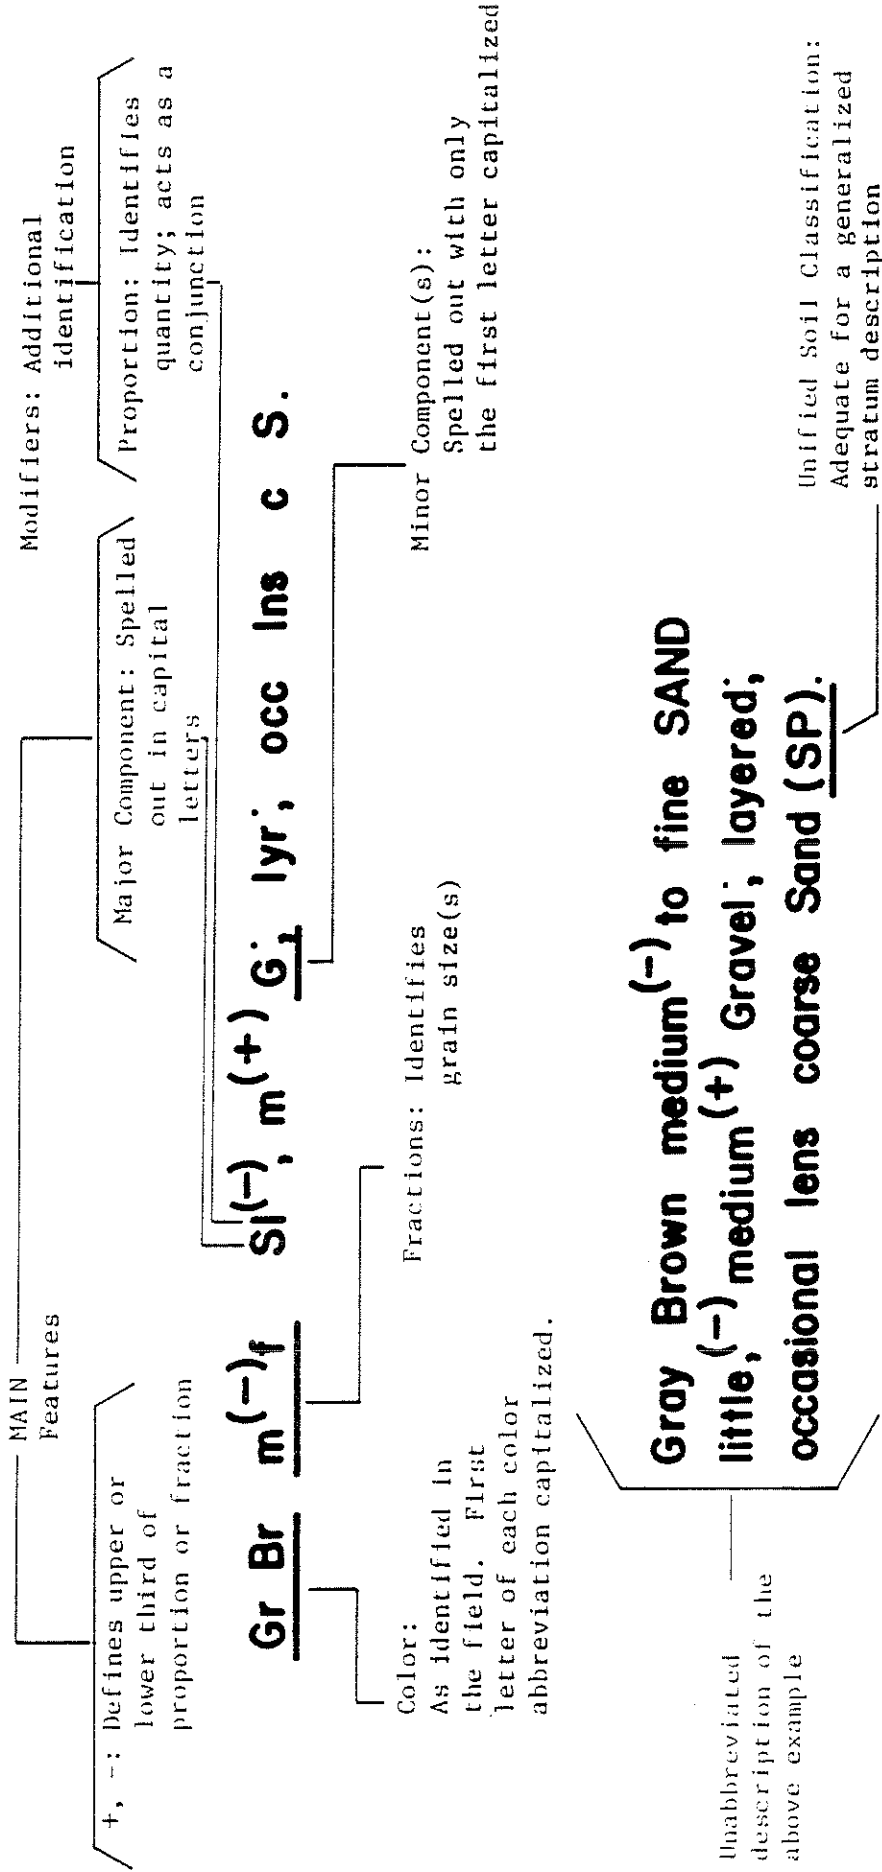 MAIN
Features
+, -: Defines upper or
lower third of
proportion or fraction
Major Component: Spelled
out in capital
letters
Modifiers: Additional
identification
Proportion: Identifies
quantity; acts as a
conjunction
Gr Br m(-)f Sl(-), m(+) G; lyr; occ lns c S.
Color:
As identified in
the field. First
letter of each color
abbreviation capitalized.
Fractions: Identifies
grain size(s)
Minor Component(s):
Spelled out with only
the first letter capitalized
Unabbreviated
description of the
above example
Gray Brown medium(-) to fine SAND
little,(-) medium(+) Gravel; layered;
occasional lens coarse Sand (SP).
Unified Soil Classification:
Adequate for a generalized
stratum description